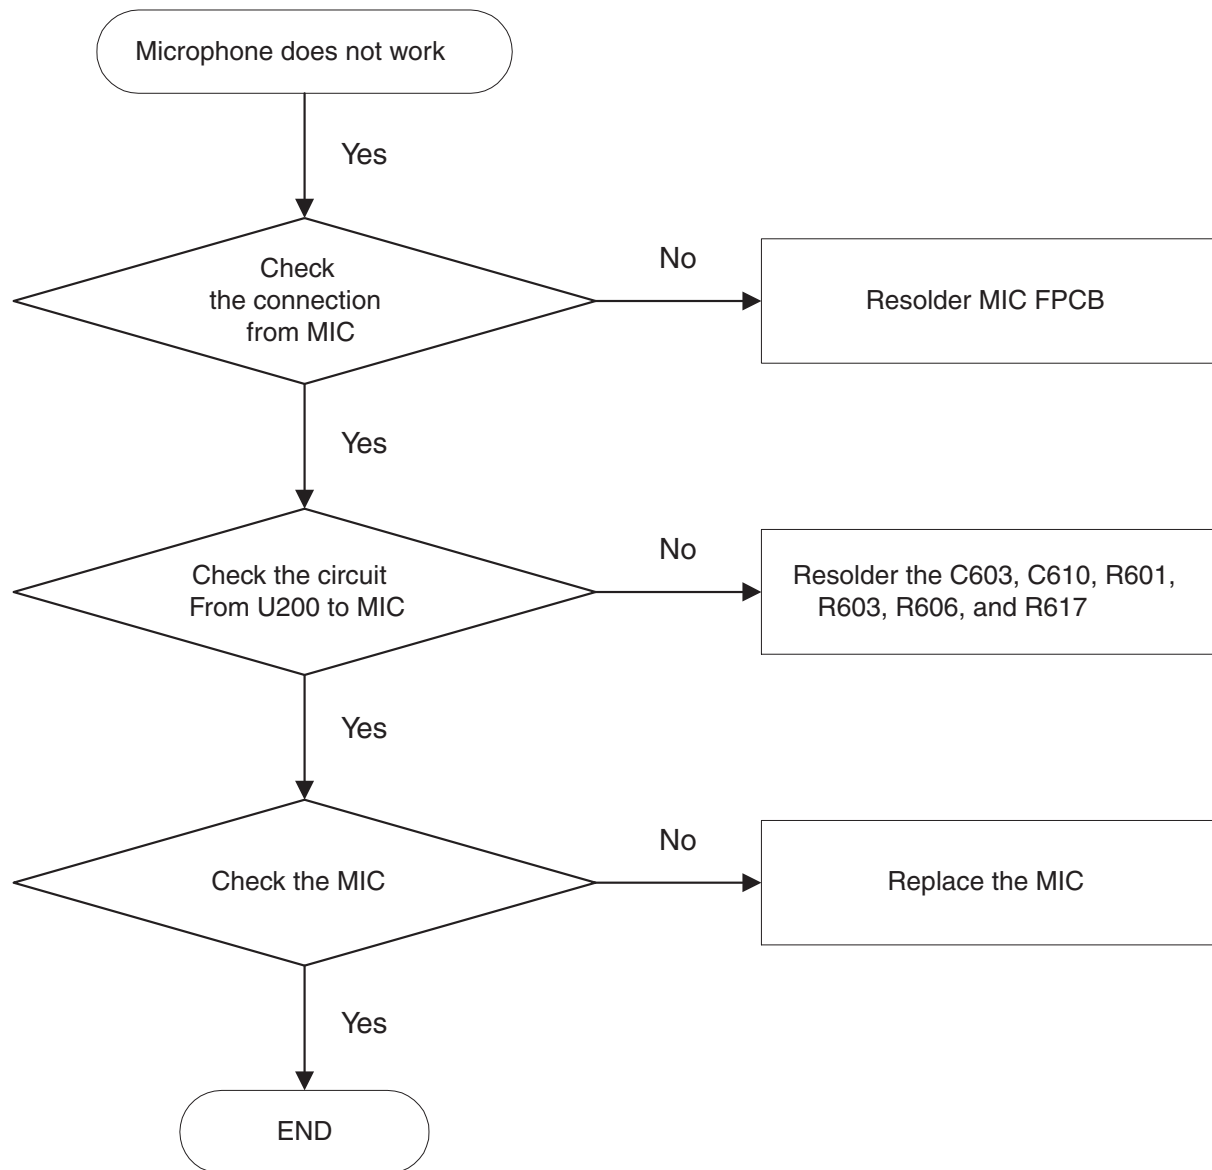 Microphone does not work
Yes
Check
the connection
from MIC
No
Resolder MIC FPCB
Yes
Check the circuit
From U200 to MIC
No
Resolder the C603, C610, R601,
R603, R606, and R617
Yes
Check the MIC
No
Replace the MIC
Yes
END